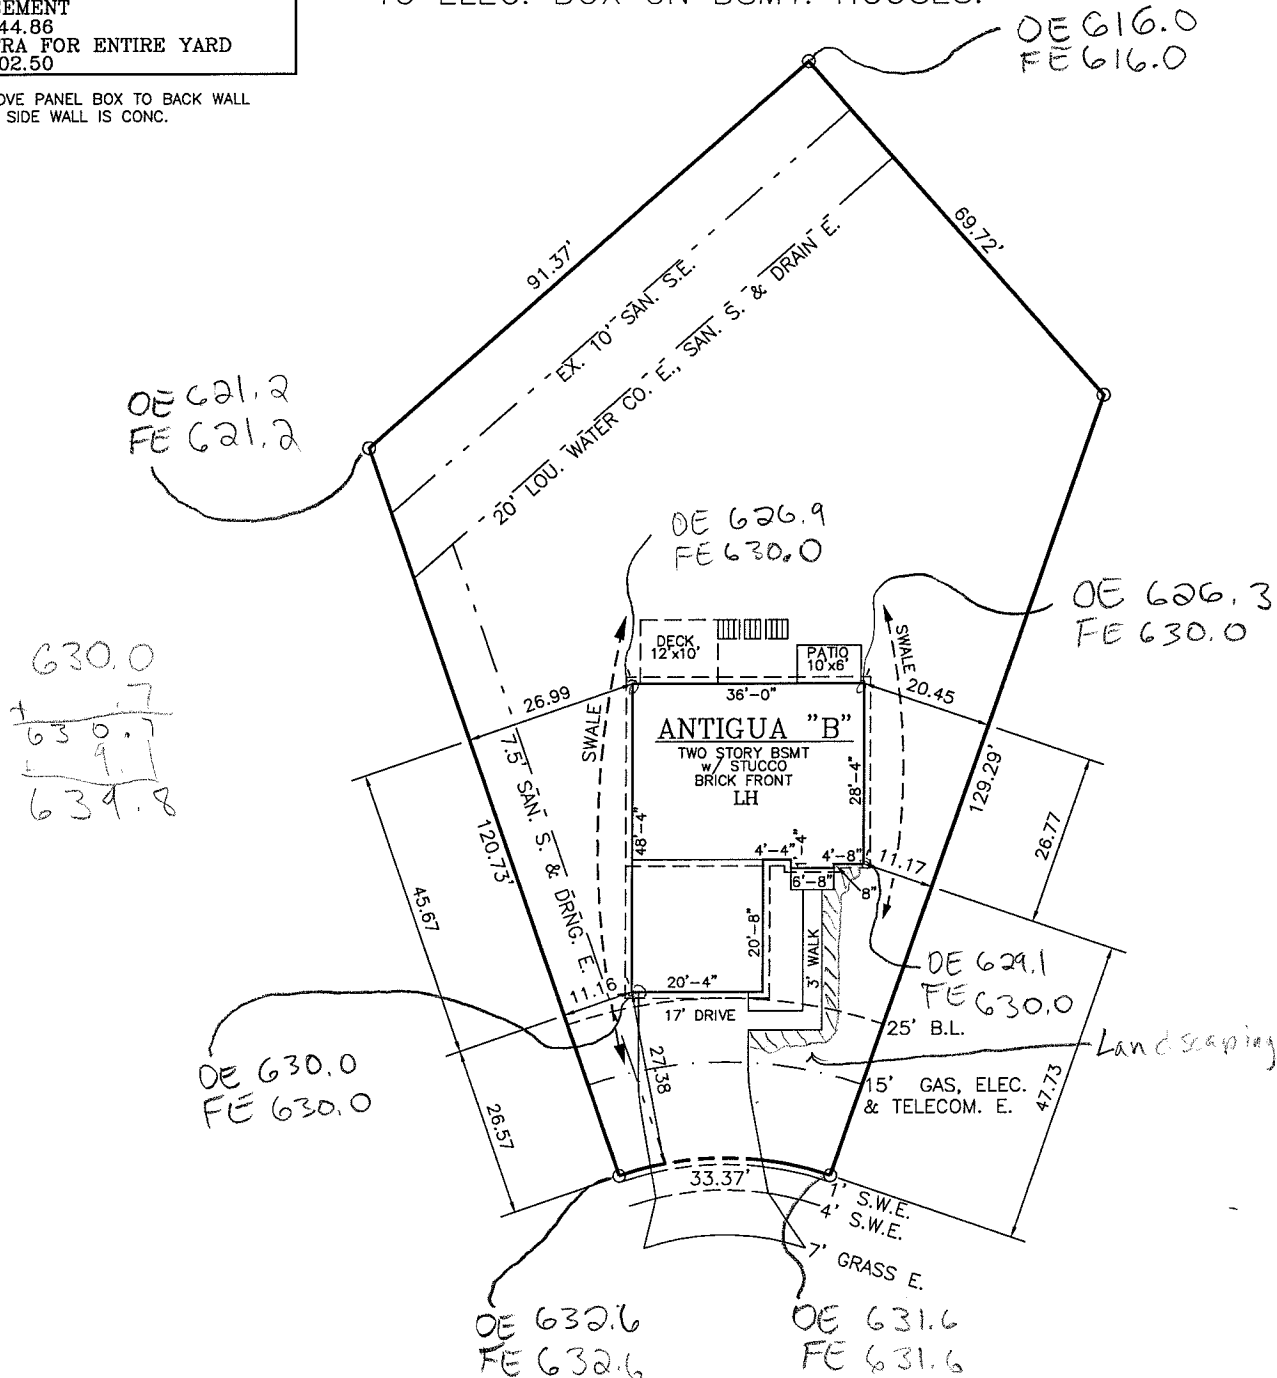 44.86
FOR ENTIRE YARD
02.50
PANEL BOX TO BACK WALL
SIDE WALL IS CONC.
TO ELEC. BOX ON BSMT. HOUSES.
OE 616.0
FE 616.0
91.37'
69.72'
EX. 10' SAN. S.E.
20' LOU. WATER CO. E., SAN. S. & DRAIN E.
OE 621.2
FE 621.2
OE 626.9
FE 630.0
OE 626.3
FE 630.0
630.0
+ .7
630.7
9.1
639.8
DECK
12'x10'
PATIO
10'x6'
SWALE
SWALE
26.99
36'-0"
20.45
ANTIGUA "B"
TWO STORY BSMT
w/ STUCCO
BRICK FRONT
LH
28'-4"
48'-4"
7.5' SAN. S. & DRNG. E.
120.73'
129.29'
45.67
26.77
4'-4"
1'-4"
4'-8"
6'-8"
8"
11.17
20'-8"
3' WALK
OE 629.1
FE 630.0
20'-4"
11.16
17' DRIVE
25' B.L.
Landscaping
OE 630.0
FE 630.0
27.38
15' GAS, ELEC.
& TELECOM. E.
47.73
26.57
33.37'
1' S.W.E.
4' S.W.E.
7' GRASS E.
OE 632.6
FE 632.6
OE 631.6
FE 631.6